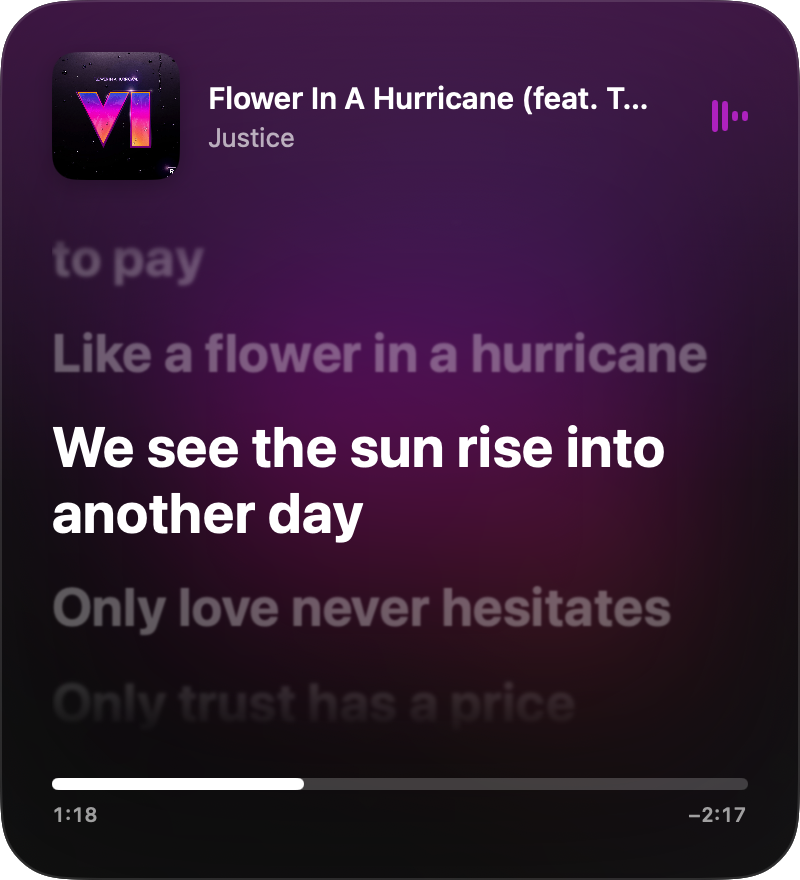 VI
Flower In A Hurricane (feat. T...
Justice
to pay
Like a flower in a hurricane
We see the sun rise into
another day
Only love never hesitates
Only trust has a price
1:18
–2:17